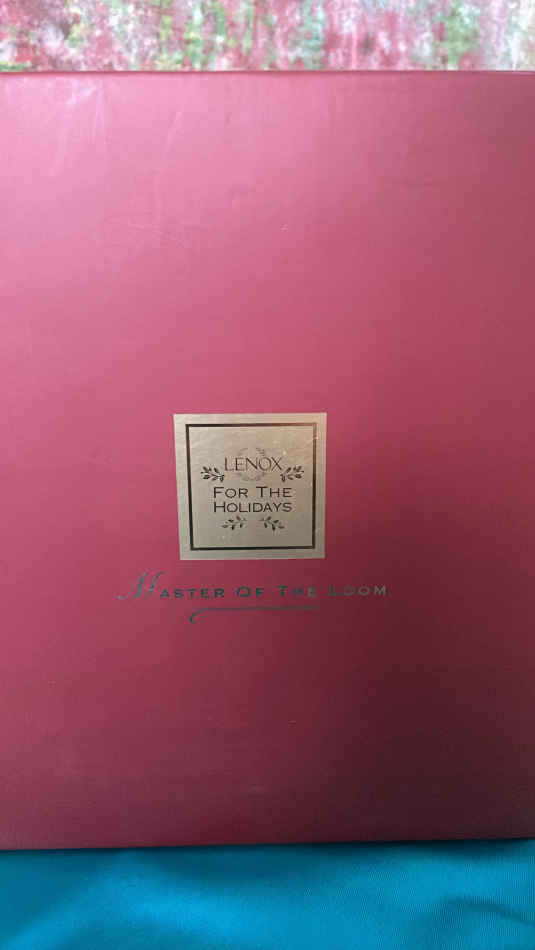 LENOX
FOR THE
HOLIDAYS
MASTER OF THE LOOM